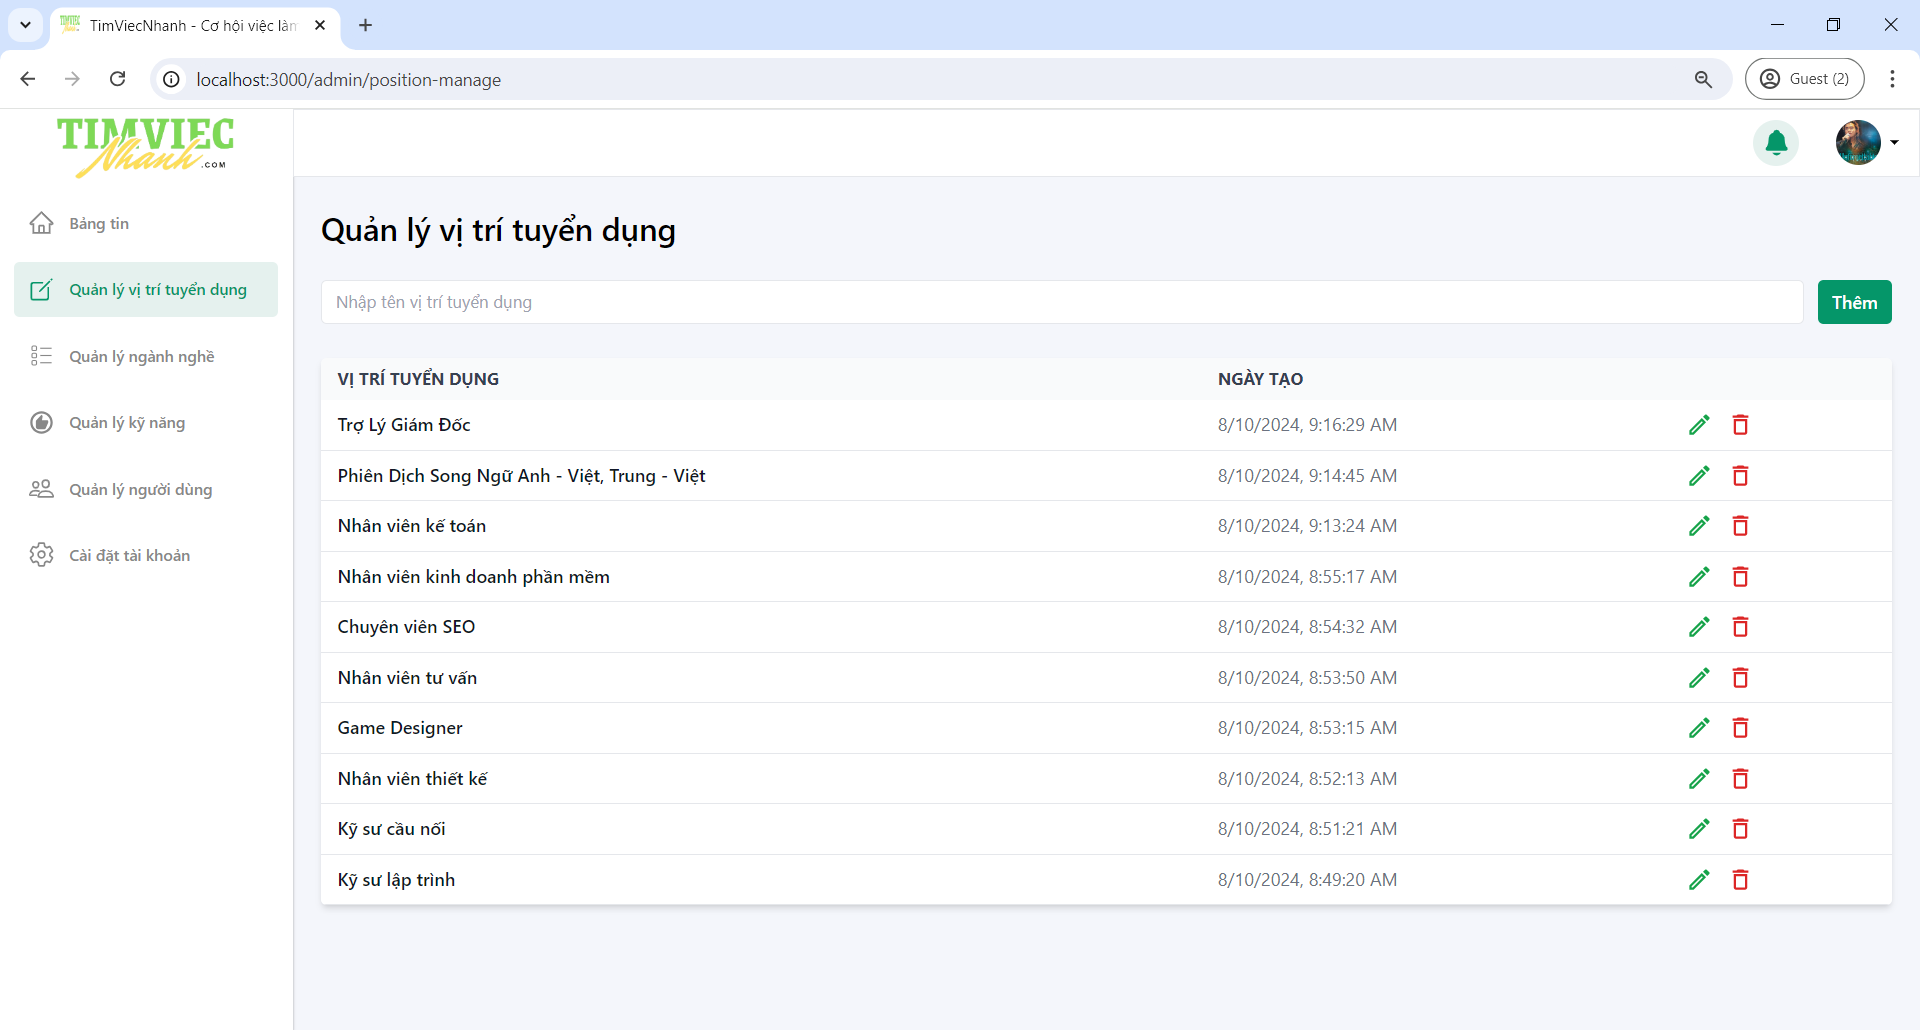 TimViecNhanh - Cơ hội việc làm
localhost:3000/admin/position-manage
Guest (2)
TIMVIEC
Nhanh.COM
Bảng tin
Quản lý vị trí tuyển dụng
Quản lý ngành nghề
Quản lý kỹ năng
Quản lý người dùng
Cài đặt tài khoản
Quản lý vị trí tuyển dụng
Nhập tên vị trí tuyển dụng
Thêm
VỊ TRÍ TUYỂN DỤNG NGÀY TẠO
Trợ Lý Giám Đốc 8/10/2024, 9:16:29 AM
Phiên Dịch Song Ngữ Anh - Việt, Trung - Việt 8/10/2024, 9:14:45 AM
Nhân viên kế toán 8/10/2024, 9:13:24 AM
Nhân viên kinh doanh phần mềm 8/10/2024, 8:55:17 AM
Chuyên viên SEO 8/10/2024, 8:54:32 AM
Nhân viên tư vấn 8/10/2024, 8:53:50 AM
Game Designer 8/10/2024, 8:53:15 AM
Nhân viên thiết kế 8/10/2024, 8:52:13 AM
Kỹ sư cầu nối 8/10/2024, 8:51:21 AM
Kỹ sư lập trình 8/10/2024, 8:49:20 AM